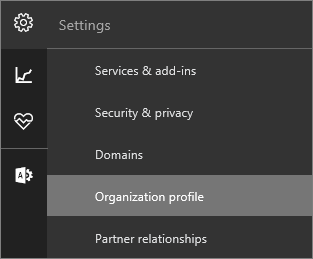 Settings
Services & add-ins
Security & privacy
Domains
Organization profile
A
Partner relationships